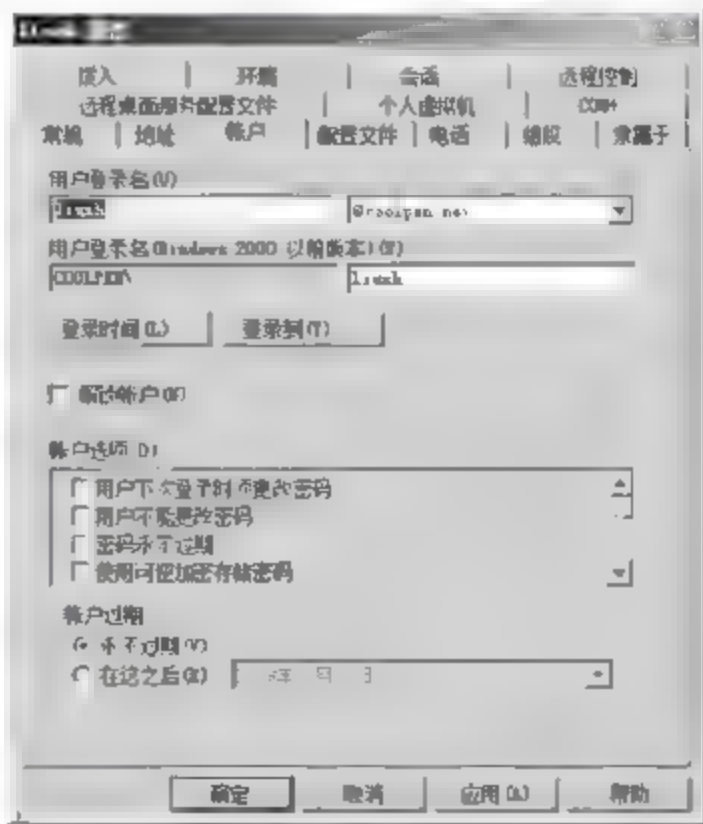 拨入 环境 会话 远程控制
远程桌面服务配置文件 个人虚拟机 COM+
常规 地址 帐户 配置文件 电话 组织 隶属于
用户登录名(U)
@coolpen.net
用户登录名(Windows 2000 以前版本)(W)
COOLPEN\
登录时间(L) 登录到(T)
解锁帐户(N)
帐户选项(O)
用户下次登录时须更改密码
用户不能更改密码
密码永不过期
使用可逆加密存储密码
帐户过期
永不过期(V)
在这之后(E) 年 月 日
确定 取消 应用(A) 帮助